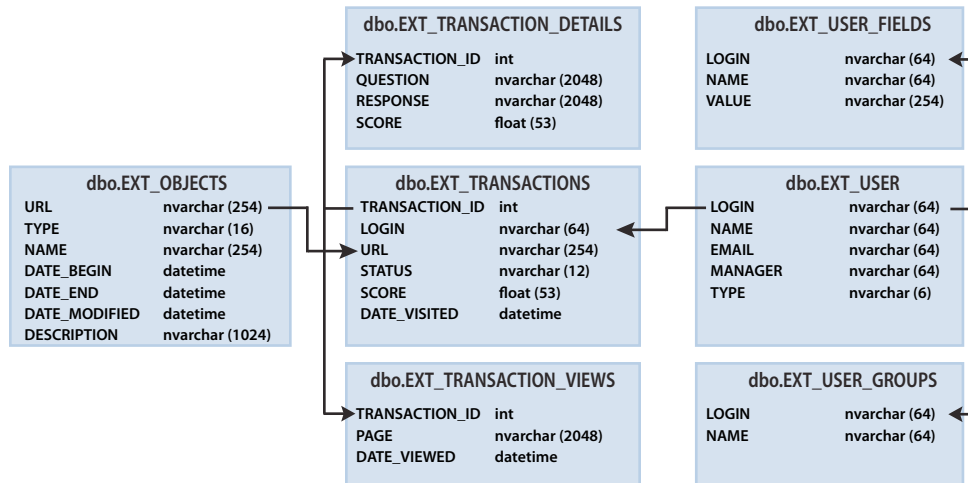 dbo.EXT_TRANSACTION_DETAILS
TRANSACTION_ID int
QUESTION nvarchar (2048)
RESPONSE nvarchar (2048)
SCORE float (53)
dbo.EXT_USER_FIELDS
LOGIN nvarchar (64)
NAME nvarchar (64)
VALUE nvarchar (254)
dbo.EXT_OBJECTS
URL nvarchar (254)
TYPE nvarchar (16)
NAME nvarchar (254)
DATE_BEGIN datetime
DATE_END datetime
DATE_MODIFIED datetime
DESCRIPTION nvarchar (1024)
dbo.EXT_TRANSACTIONS
TRANSACTION_ID int
LOGIN nvarchar (64)
URL nvarchar (254)
STATUS nvarchar (12)
SCORE float (53)
DATE_VISITED datetime
dbo.EXT_USER
LOGIN nvarchar (64)
NAME nvarchar (64)
EMAIL nvarchar (64)
MANAGER nvarchar (64)
TYPE nvarchar (6)
dbo.EXT_TRANSACTION_VIEWS
TRANSACTION_ID int
PAGE nvarchar (2048)
DATE_VIEWED datetime
dbo.EXT_USER_GROUPS
LOGIN nvarchar (64)
NAME nvarchar (64)